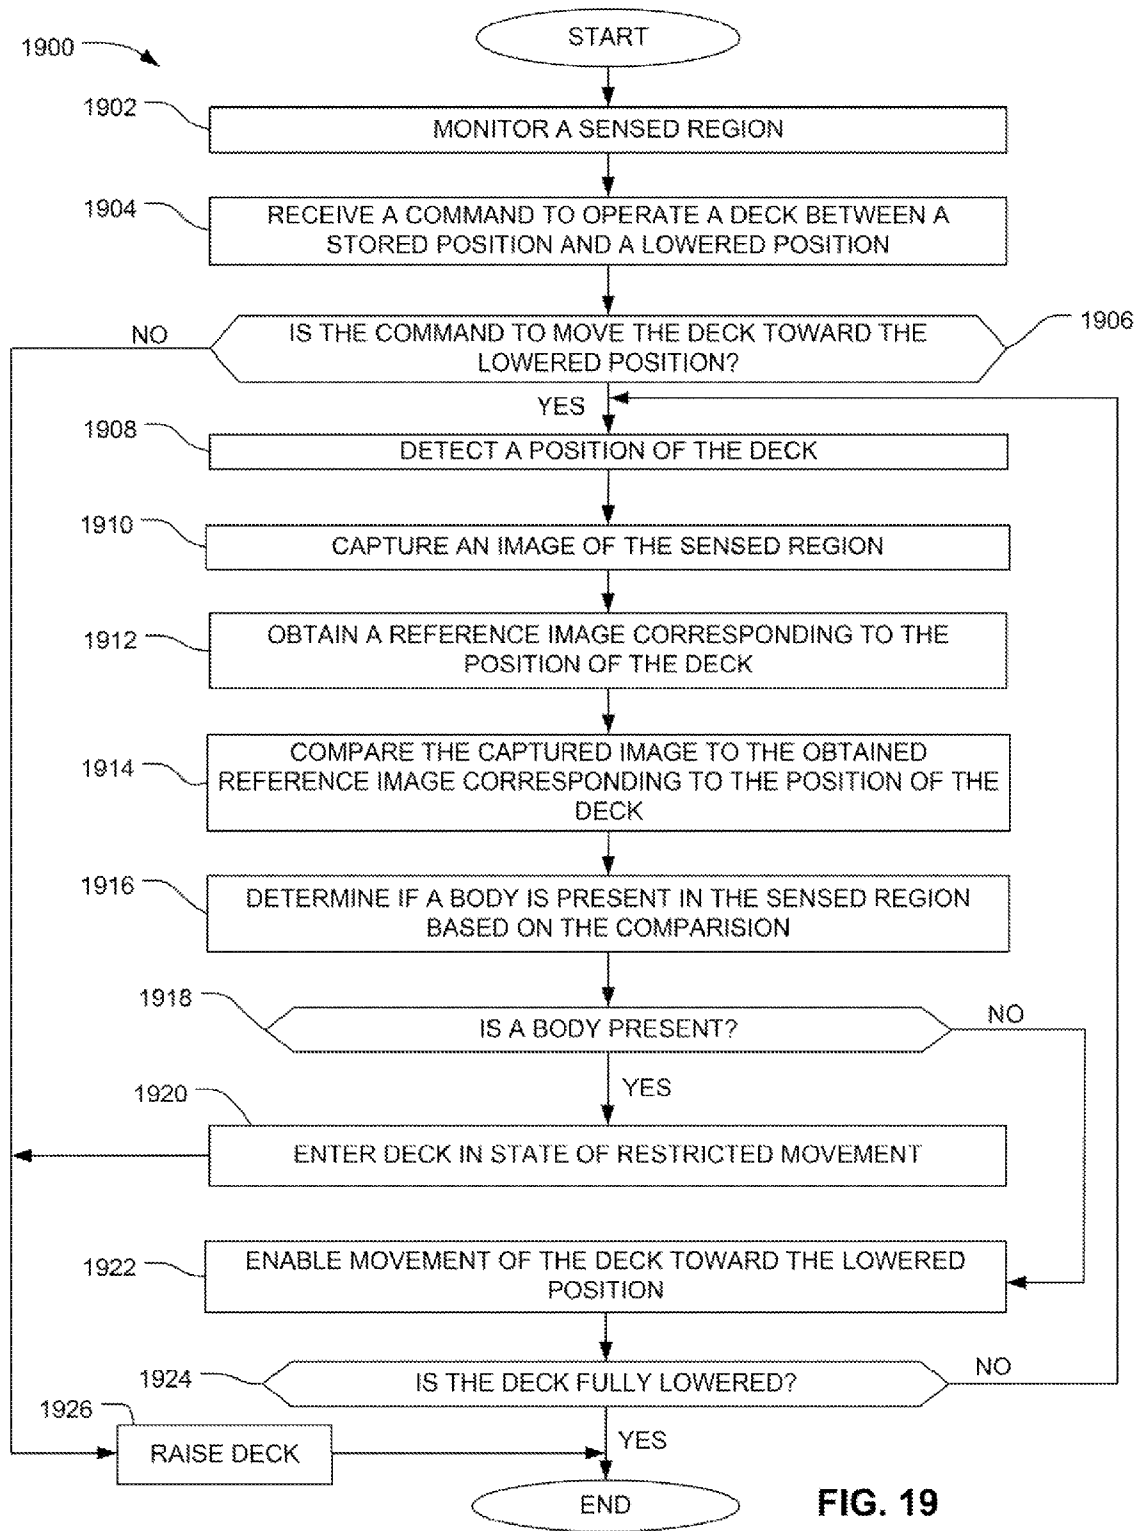 1900
START
1902
MONITOR A SENSED REGION
1904
RECEIVE A COMMAND TO OPERATE A DECK BETWEEN A
STORED POSITION AND A LOWERED POSITION
NO
IS THE COMMAND TO MOVE THE DECK TOWARD THE
LOWERED POSITION?
1906
YES
1908
DETECT A POSITION OF THE DECK
1910
CAPTURE AN IMAGE OF THE SENSED REGION
1912
OBTAIN A REFERENCE IMAGE CORRESPONDING TO THE
POSITION OF THE DECK
1914
COMPARE THE CAPTURED IMAGE TO THE OBTAINED
REFERENCE IMAGE CORRESPONDING TO THE POSITION OF THE
DECK
1916
DETERMINE IF A BODY IS PRESENT IN THE SENSED REGION
BASED ON THE COMPARISION
1918
IS A BODY PRESENT?
NO
YES
1920
ENTER DECK IN STATE OF RESTRICTED MOVEMENT
1922
ENABLE MOVEMENT OF THE DECK TOWARD THE LOWERED
POSITION
1924
IS THE DECK FULLY LOWERED?
NO
1926
RAISE DECK
YES
END
FIG. 19